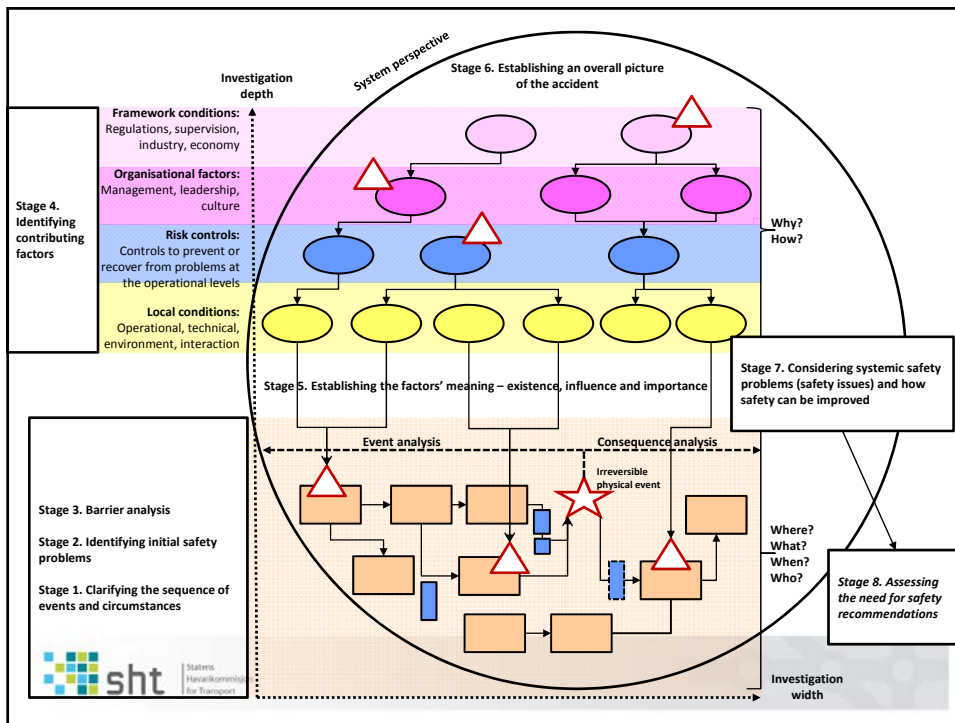 System perspective
Stage 6. Establishing an overall picture
of the accident
Investigation
depth
Framework conditions:
Regulations, supervision,
industry, economy
Organisational factors:
Management, leadership,
culture
Stage 4.
Identifying
contributing
factors
Why?
How?
Risk controls:
Controls to prevent or
recover from problems at
the operational levels
Local conditions:
Operational, technical,
environment, interaction
Stage 5. Establishing the factors' meaning – existence, influence and importance
Stage 7. Considering systemic safety
problems (safety issues) and how
safety can be improved
Event analysis
Consequence analysis
Irreversible
physical event
Stage 3. Barrier analysis
Stage 2. Identifying initial safety
problems
Stage 1. Clarifying the sequence of
events and circumstances
Where?
What?
When?
Who?
Stage 8. Assessing
the need for safety
recommendations
sht
Statens
Havarikommisjon
for Transport
Investigation
width